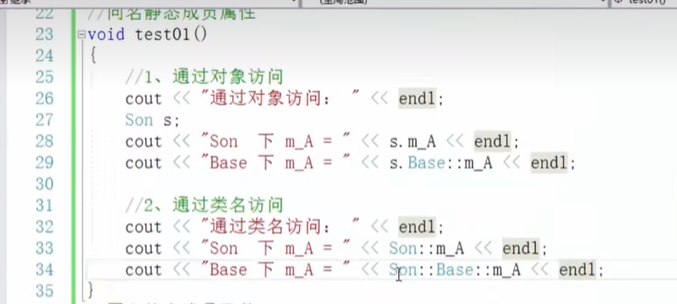 22 //同名静态成员属性
23 void test01()
24 {
25 //1、通过对象访问
26 cout << "通过对象访问： " << endl;
27 Son s;
28 cout << "Son  下 m_A = " << s.m_A << endl;
29 cout << "Base 下 m_A = " << s.Base::m_A << endl;
30
31 //2、通过类名访问
32 cout << "通过类名访问： " << endl;
33 cout << "Son  下 m_A = " << Son::m_A << endl;
34 cout << "Base 下 m_A = " << Son::Base::m_A << endl;
35 }